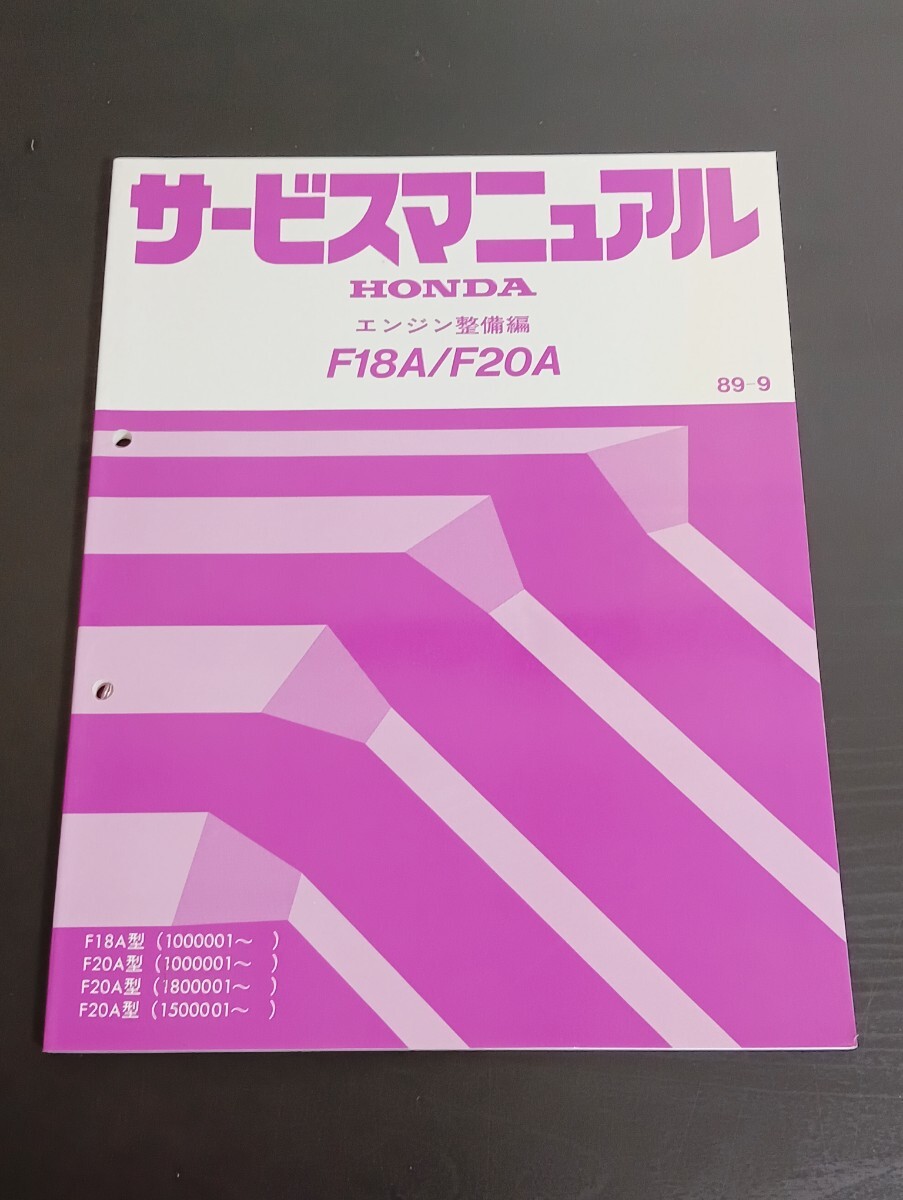 サービスマニュアル
HONDA
エンジン整備編
F18A/F20A
89-9
F18A型 (1000001～ )
F20A型 (1000001～ )
F20A型 (1800001～ )
F20A型 (1500001～ )